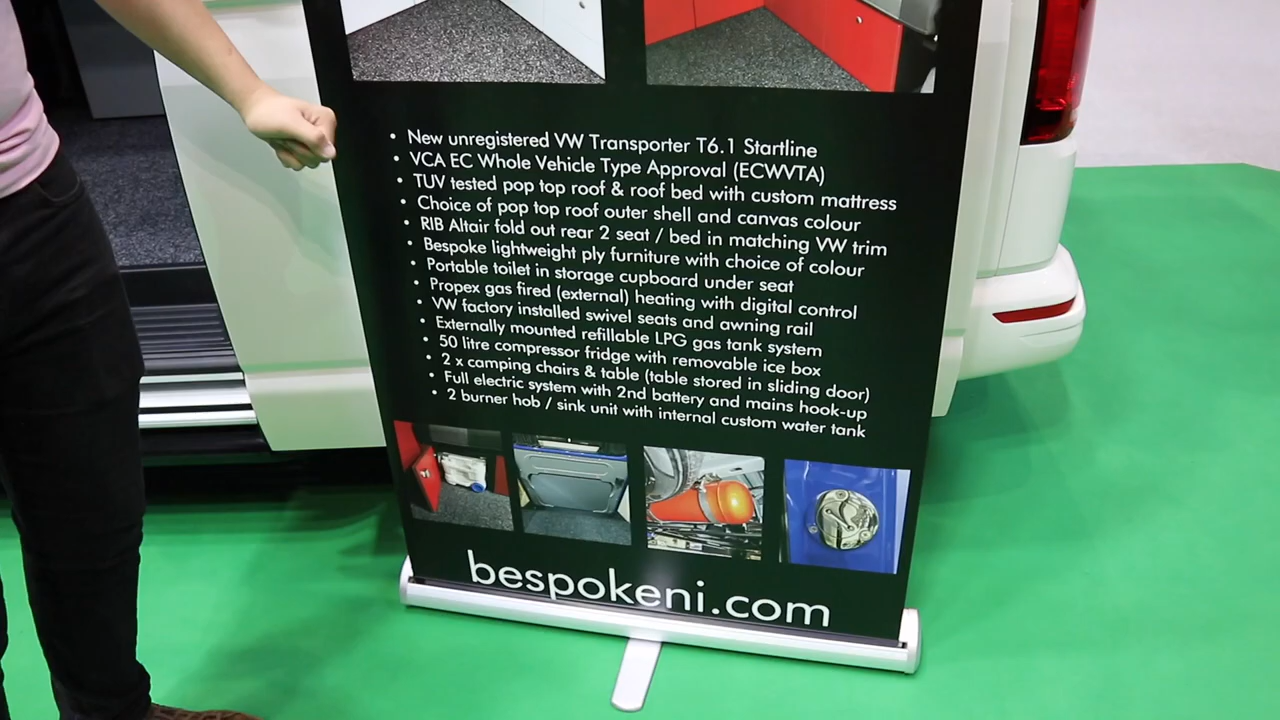 • New unregistered VW Transporter T6.1 Startline
• VCA EC Whole Vehicle Type Approval (ECWVTA)
• TUV tested pop top roof & roof bed with custom mattress
• Choice of pop top roof outer shell and canvas colour
• RIB Altair fold out rear 2 seat / bed in matching VW trim
• Bespoke lightweight ply furniture with choice of colour
• Portable toilet in storage cupboard under seat
• Propex gas fired (external) heating with digital control
• VW factory installed swivel seats and awning rail
• Externally mounted refillable LPG gas tank system
• 50 litre compressor fridge with removable ice box
• 2 x camping chairs & table (table stored in sliding door)
• Full electric system with 2nd battery and mains hook-up
• 2 burner hob / sink unit with internal custom water tank
bespokeni.com